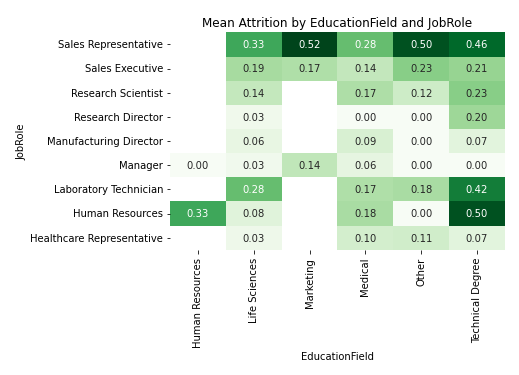 Mean Attrition by EducationField and JobRole
JobRole
Sales Representative 0.33 0.52 0.28 0.50 0.46
Sales Executive 0.19 0.17 0.14 0.23 0.21
Research Scientist 0.14 0.17 0.12 0.23
Research Director 0.03 0.00 0.00 0.20
Manufacturing Director 0.06 0.09 0.00 0.07
Manager 0.00 0.03 0.14 0.06 0.00 0.00
Laboratory Technician 0.28 0.17 0.18 0.42
Human Resources 0.33 0.08 0.18 0.00 0.50
Healthcare Representative 0.03 0.10 0.11 0.07
Human Resources
Life Sciences
Marketing
Medical
Other
Technical Degree
EducationField